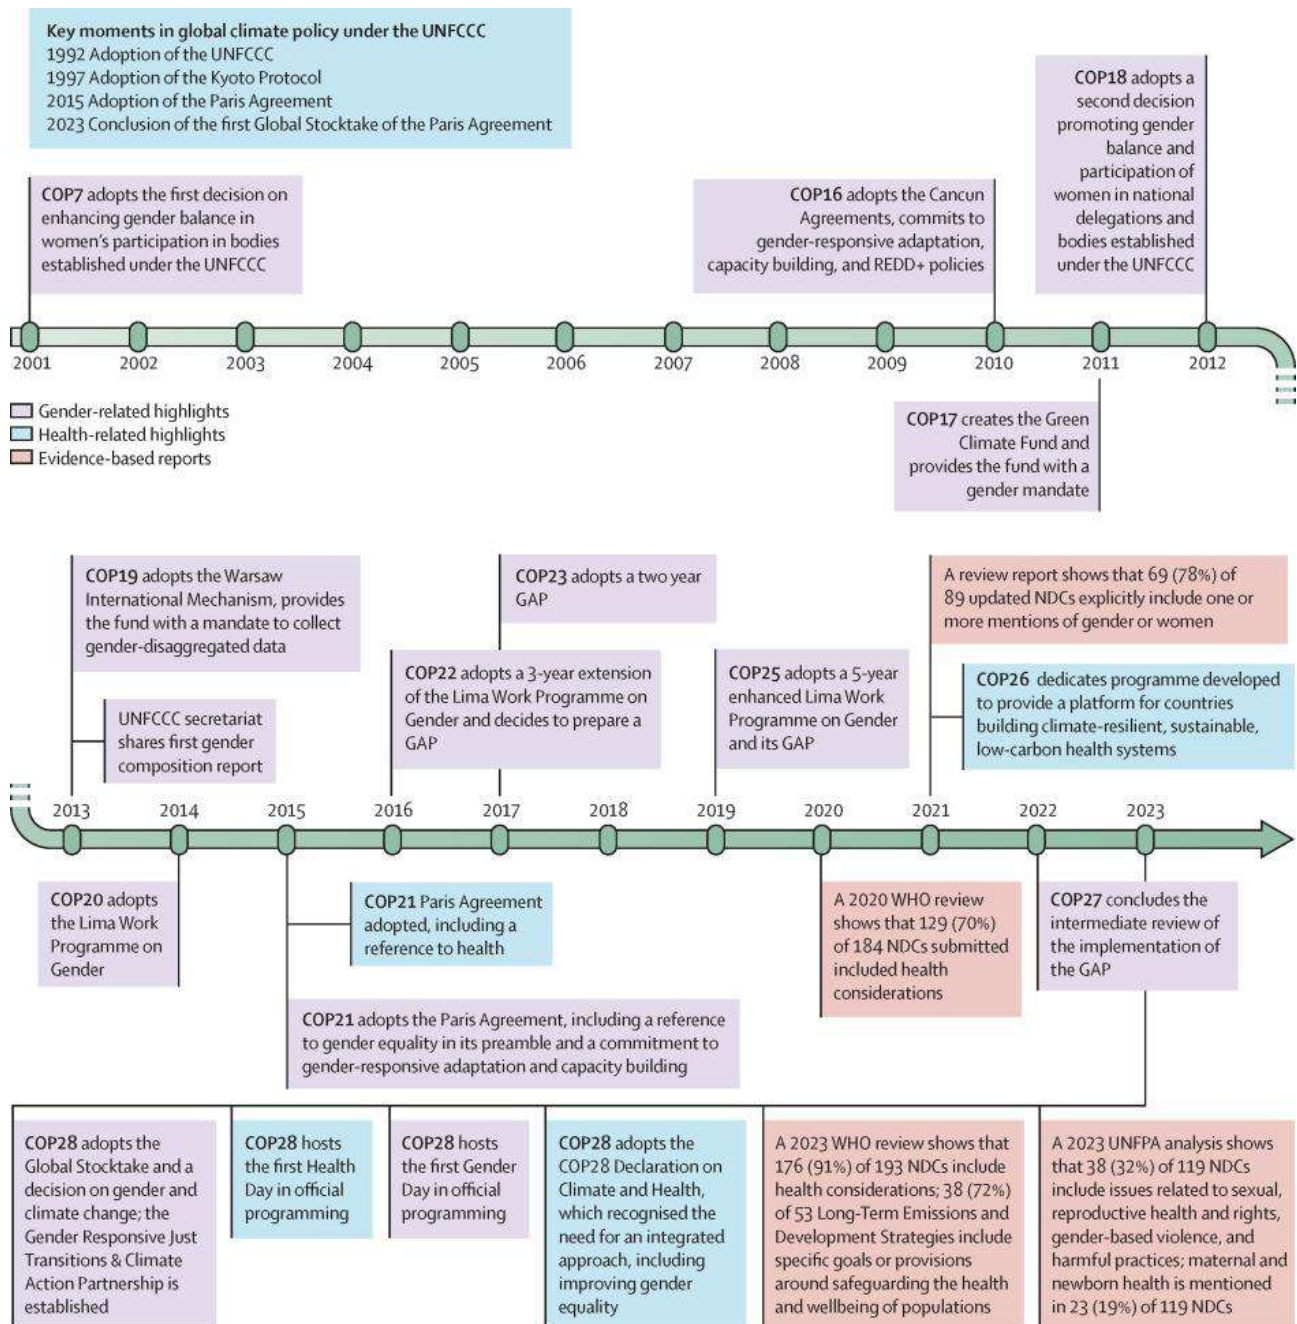 Key moments in global climate policy under the UNFCCC
1992 Adoption of the UNFCCC
1997 Adoption of the Kyoto Protocol
2015 Adoption of the Paris Agreement
2023 Conclusion of the first Global Stocktake of the Paris Agreement
COP7 adopts the first decision on
enhancing gender balance in
women's participation in bodies
established under the UNFCCC
COP16 adopts the Cancun
Agreements, commits to
gender-responsive adaptation,
capacity building, and REDD+ policies
COP18 adopts a
second decision
promoting gender
balance and
participation of
women in national
delegations and
bodies established
under the UNFCCC
2001 2002 2003 2004 2005 2006 2007 2008 2009 2010 2011 2012
Gender-related highlights
Health-related highlights
Evidence-based reports
COP17 creates the Green
Climate Fund and
provides the fund with a
gender mandate
COP19 adopts the Warsaw
International Mechanism, provides
the fund with a mandate to collect
gender-disaggregated data
UNFCCC secretariat
shares first gender
composition report
COP23 adopts a two year
GAP
COP22 adopts a 3-year extension
of the Lima Work Programme on
Gender and decides to prepare a
GAP
COP25 adopts a 5-year
enhanced Lima Work
Programme on Gender
and its GAP
A review report shows that 69 (78%) of
89 updated NDCs explicitly include one or
more mentions of gender or women
COP26 dedicates programme developed
to provide a platform for countries
building climate-resilient, sustainable,
low-carbon health systems
2013 2014 2015 2016 2017 2018 2019 2020 2021 2022 2023
COP20 adopts
the Lima Work
Programme on
Gender
COP21 Paris Agreement
adopted, including a
reference to health
COP21 adopts the Paris Agreement, including a reference
to gender equality in its preamble and a commitment to
gender-responsive adaptation and capacity building
A 2020 WHO review
shows that 129 (70%)
of 184 NDCs submitted
included health
considerations
COP27 concludes the
intermediate review of
the implementation of
the GAP
COP28 adopts the
Global Stocktake and a
decision on gender and
climate change; the
Gender Responsive Just
Transitions & Climate
Action Partnership is
established
COP28 hosts
the first Health
Day in official
programming
COP28 hosts
the first Gender
Day in official
programming
COP28 adopts the
COP28 Declaration on
Climate and Health,
which recognised the
need for an integrated
approach, including
improving gender
equality
A 2023 WHO review shows that
176 (91%) of 193 NDCs include
health considerations; 38 (72%)
of 53 Long-Term Emissions and
Development Strategies include
specific goals or provisions
around safeguarding the health
and wellbeing of populations
A 2023 UNFPA analysis shows
that 38 (32%) of 119 NDCs
include issues related to sexual,
reproductive health and rights,
gender-based violence, and
harmful practices; maternal and
newborn health is mentioned
in 23 (19%) of 119 NDCs